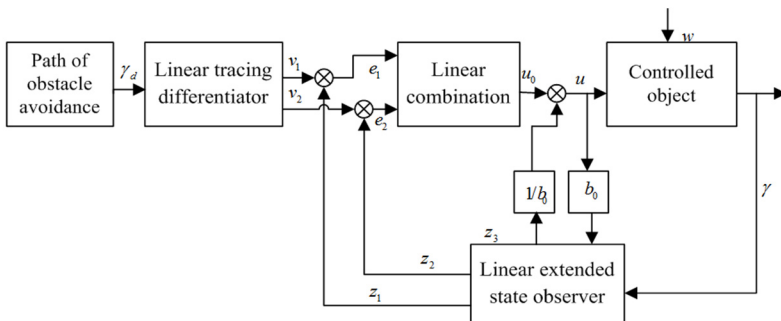 Path of
obstacle
avoidance
γd
Linear tracing
differentiator
v1
v2
e1
e2
Linear
combination
u0
u
w
Controlled
object
1/b0
b0
γ
z3
z2
z1
Linear extended
state observer